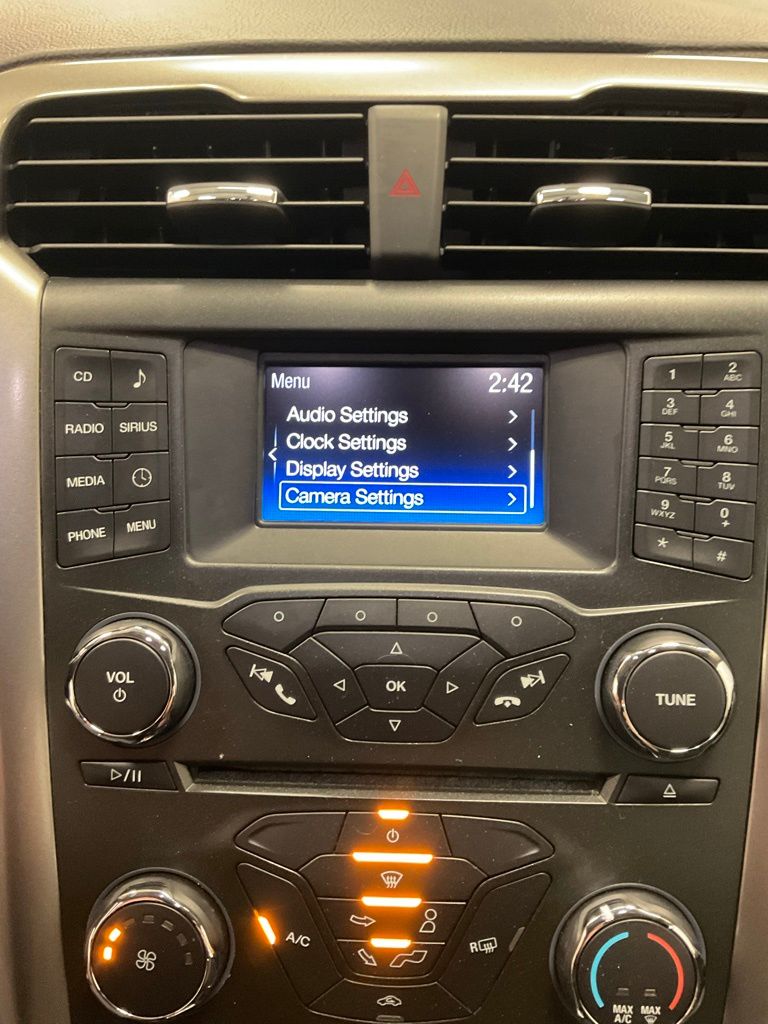 Menu 2:42
Audio Settings
Clock Settings
Display Settings
Camera Settings
CD
RADIO SIRIUS
MEDIA
PHONE MENU
1 2 ABC
3 DEF 4 GHI
5 JKL 6 MNO
7 PQRS 8 TUV
9 WXYZ 0 +
* #
VOL
OK
TUNE
A/C
R
MAX A/C
MAX